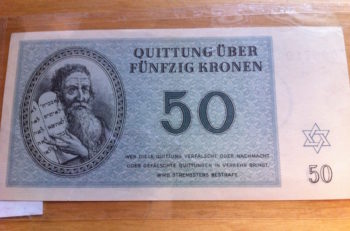 QUITTUNG ÜBER
FÜNFZIG KRONEN
50
WER DIESE QUITTUNG VERFÄLSCHT ODER NACHMACHT
ODER GEFÄLSCHTE QUITTUNGEN IN VERKEHR BRINGT,
WIRD STRENGSTENS BESTRAFT.
50